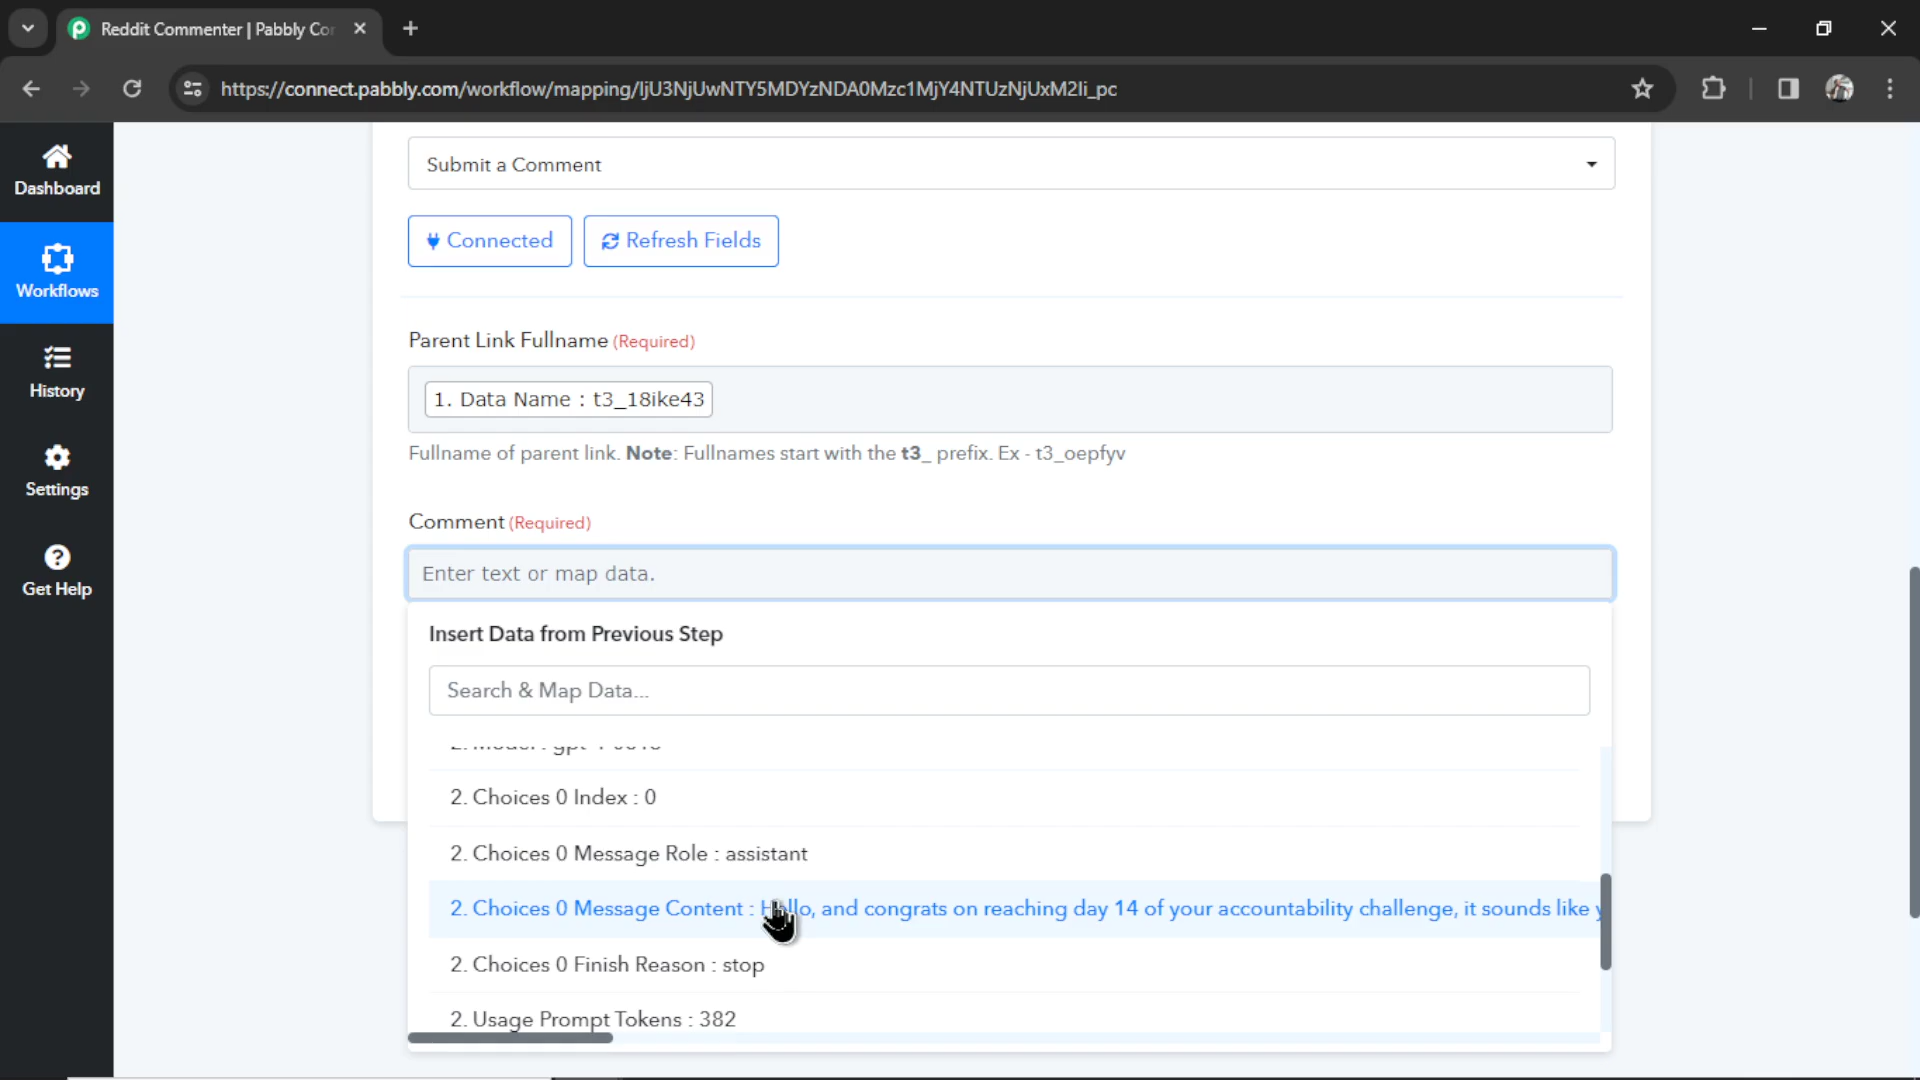 Reddit Commenter | Pabbly Cor
https://connect.pabbly.com/workflow/mapping/IjU3NjUwNTY5MDYzNDA0Mzc1MjY4NTUzNjUxM2Ii_pc
Dashboard
Workflows
History
Settings
Get Help
Submit a Comment
Connected
Refresh Fields
Parent Link Fullname (Required)
1. Data Name : t3_18ike43
Fullname of parent link. Note: Fullnames start with the t3_ prefix. Ex - t3_oepfyv
Comment (Required)
Enter text or map data.
Insert Data from Previous Step
Search & Map Data...
2. Choices 0 Index : 0
2. Choices 0 Message Role : assistant
2. Choices 0 Message Content : Hello, and congrats on reaching day 14 of your accountability challenge, it sounds like y
2. Choices 0 Finish Reason : stop
2. Usage Prompt Tokens : 382